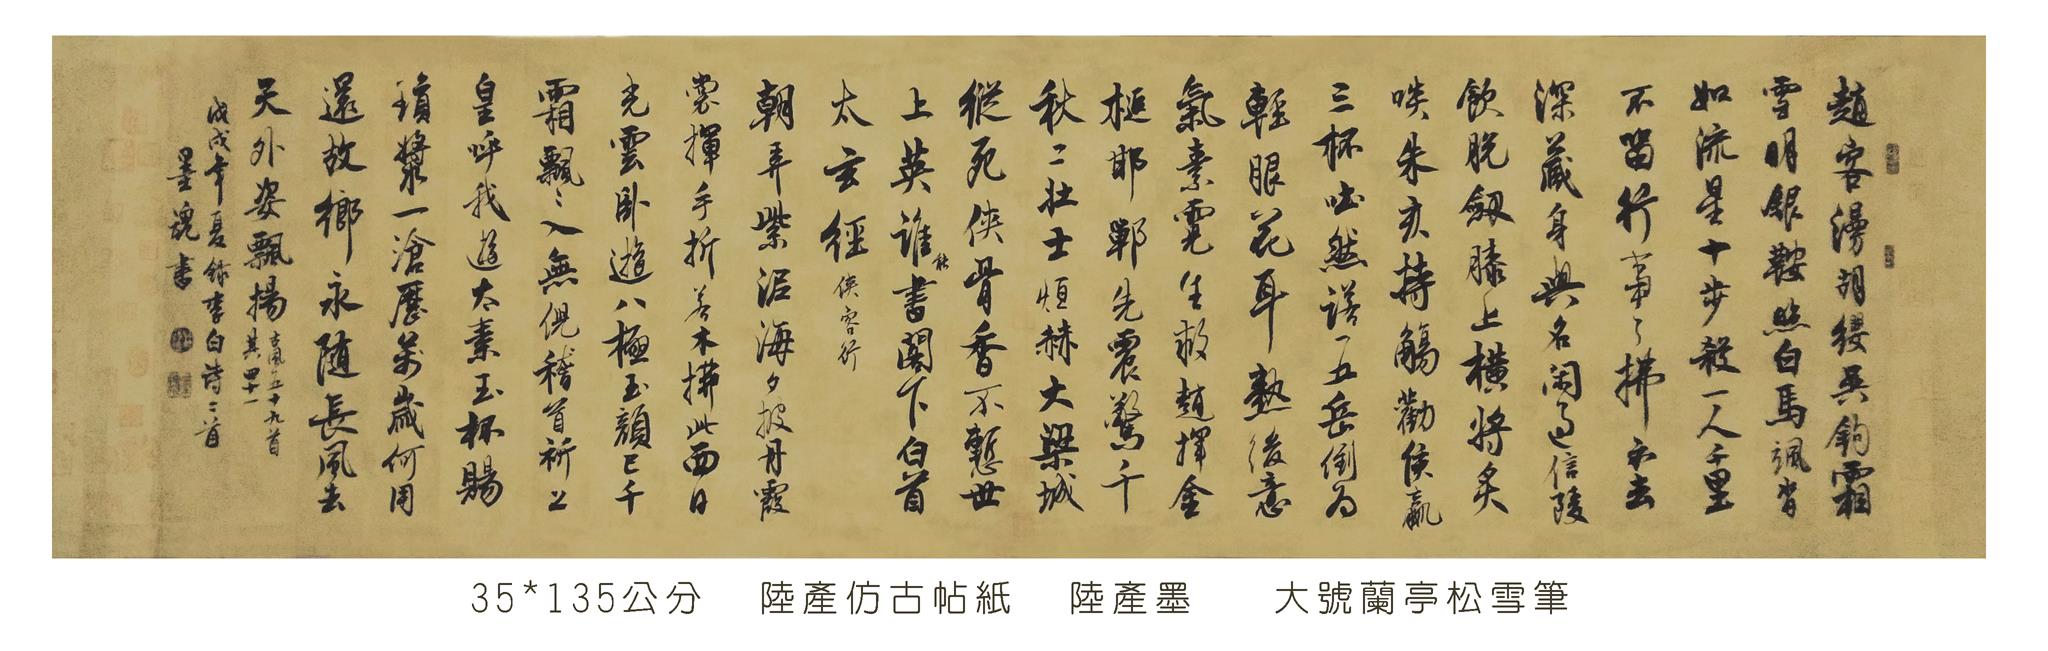 趙客漫胡纓吳鉤霜
雪明銀鞍照白馬颯沓
如流星十步殺一人千里
不留行事了拂衣去
深藏身與名閑過信陵
飲脫劒膝上橫將炙
啖朱亥持觴勸侯嬴
三杯吐然諾五岳倒為
輕眼花耳熱後意
氣素霓生救趙揮金
槌邯鄲先震驚千
秋二壯士烜赫大梁城
縱死俠骨香不慙世
上英誰能書閣下白首
太玄經 俠客行
朝弄紫泥海夕披丹霞
裳揮手折若木拂此西日
光雲臥遊八極玉顏已千
霜飄飄入無倪稽首祈上
皇呼我遊太素玉杯賜
瓊漿一飡歷萬歲何用
還故鄉永隨長風去
天外恣飄揚 古風五十九首
其四十一
戊戌年夏錄李白詩二首
墨魂書
35*135公分 陸產仿古帖紙 陸產墨 大號蘭亭松雪筆